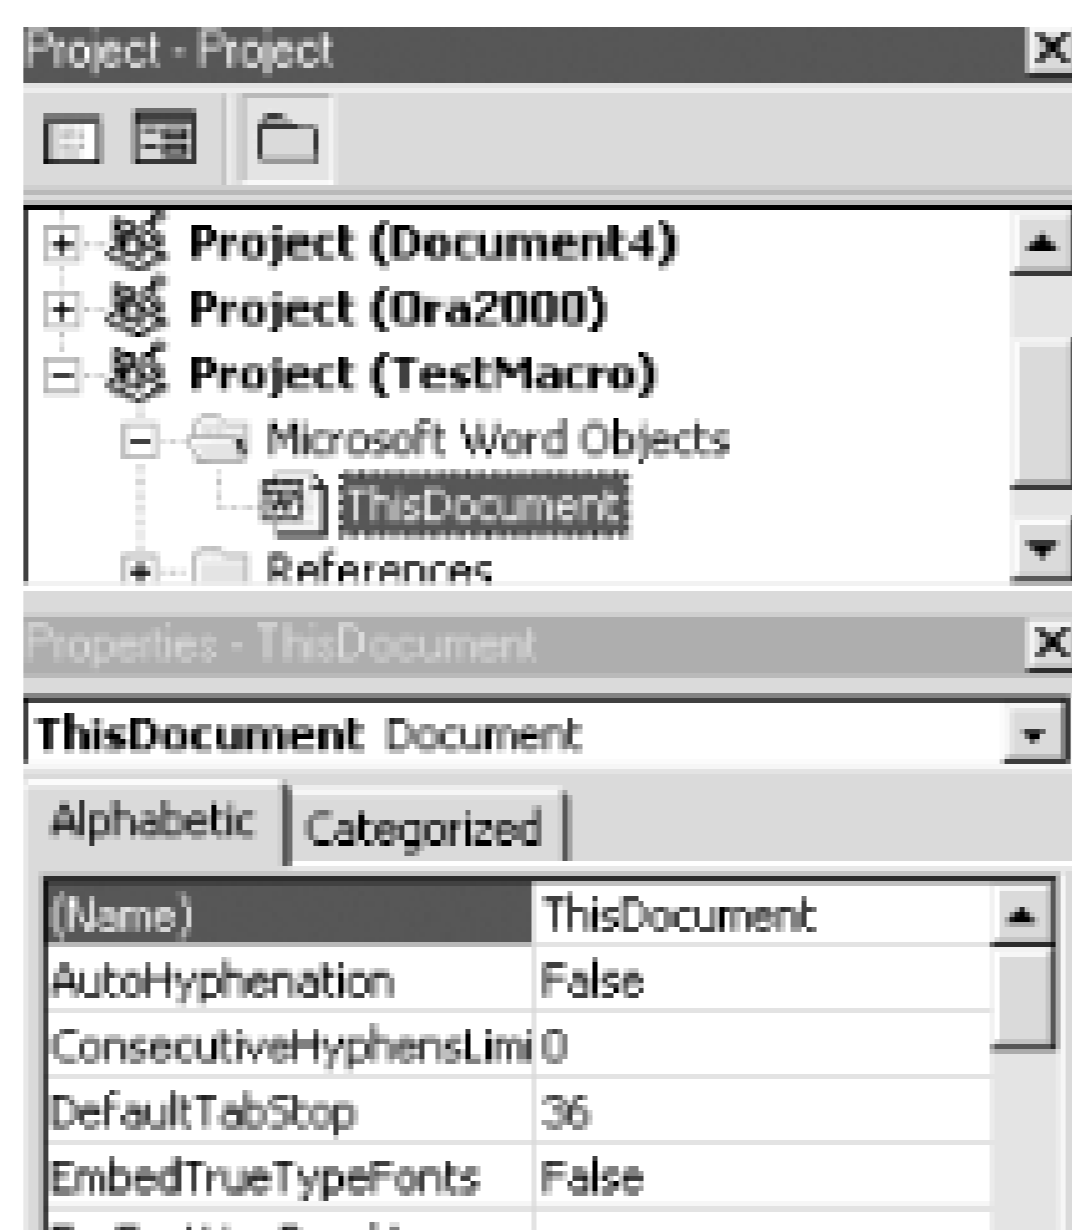 Project - Project
Project (Document4)
Project (Ora2000)
Project (TestMacro)
Microsoft Word Objects
ThisDocument
References
Properties - ThisDocument
ThisDocument Document
Alphabetic Categorized
(Name) ThisDocument
AutoHyphenation False
ConsecutiveHyphensLimi 0
DefaultTabStop 36
EmbedTrueTypeFonts False